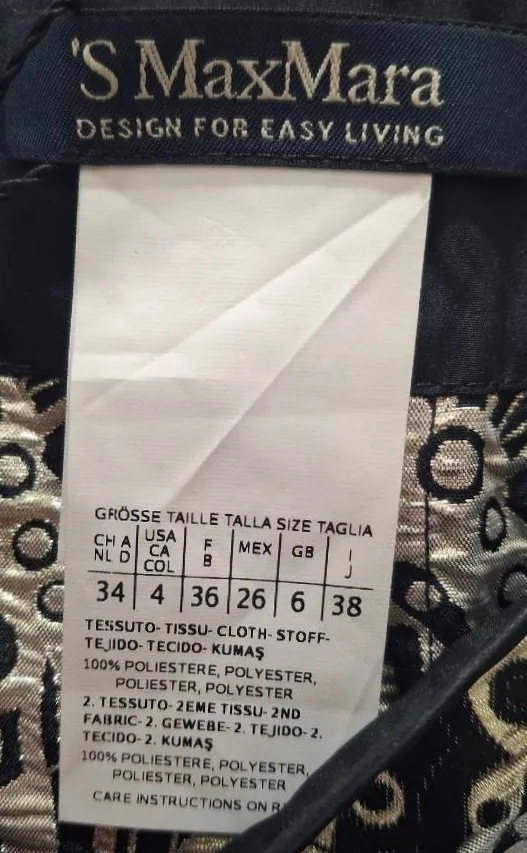 'S MaxMara
DESIGN FOR EASY LIVING
GRÖSSE TAILLE TALLA SIZE TAGLIA
CH A NL D | USA CA COL | F B | MEX | GB | I J
34 | 4 | 36 | 26 | 6 | 38
TESSUTO- TISSU- CLOTH- STOFF-
TEJIDO- TECIDO- KUMAŞ
100% POLIESTERE, POLYESTER,
POLIESTER, POLYESTER
2. TESSUTO- 2EME TISSU- 2ND
FABRIC- 2. GEWEBE- 2. TEJIDO- 2.
TECIDO- 2. KUMAŞ
100% POLIESTERE, POLYESTER,
POLIESTER, POLYESTER
CARE INSTRUCTIONS ON